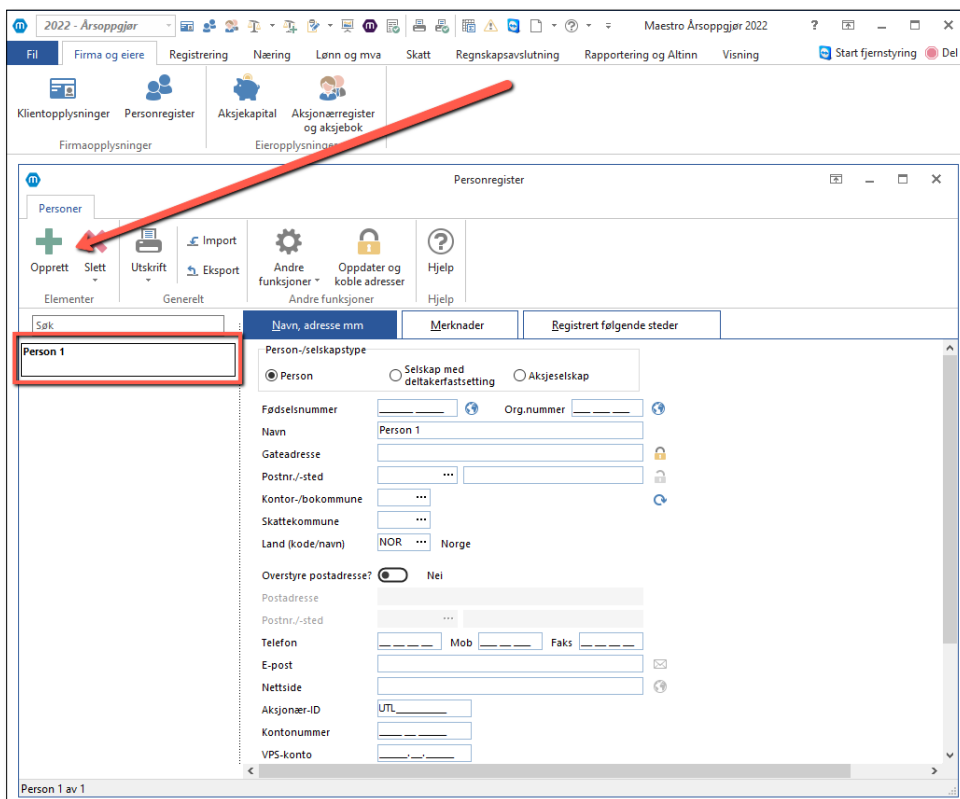 2022 - Årsoppgjør
Maestro Årsoppgjør 2022
Fil Firma og eiere Registrering Næring Lønn og mva Skatt Regnskapsavslutning Rapportering og Altinn Visning Start fjernstyring Del
Klientopplysninger Personregister Aksjekapital Aksjonærregister
og aksjebok
Firmaopplysninger Eieropplysninger
Personregister
Personer
Opprett Slett Utskrift Import
Eksport
Andre
funksjoner
Oppdater og
koble adresser
Hjelp
Elementer Generelt Andre funksjoner Hjelp
Søk
Person 1
Navn, adresse mm Merknader Registrert følgende steder
Person-/selskapstype
Person Selskap med
deltakerfastsetting Aksjeselskap
Fødselsnummer Org.nummer
Navn Person 1
Gateadresse
Postnr./-sted
Kontor-/bokommune
Skattekommune
Land (kode/navn) NOR Norge
Overstyre postadresse? Nei
Postadresse
Postnr./-sted
Telefon Mob Faks
E-post
Nettside
Aksjonær-ID UTL
Kontonummer
VPS-konto
Person 1 av 1